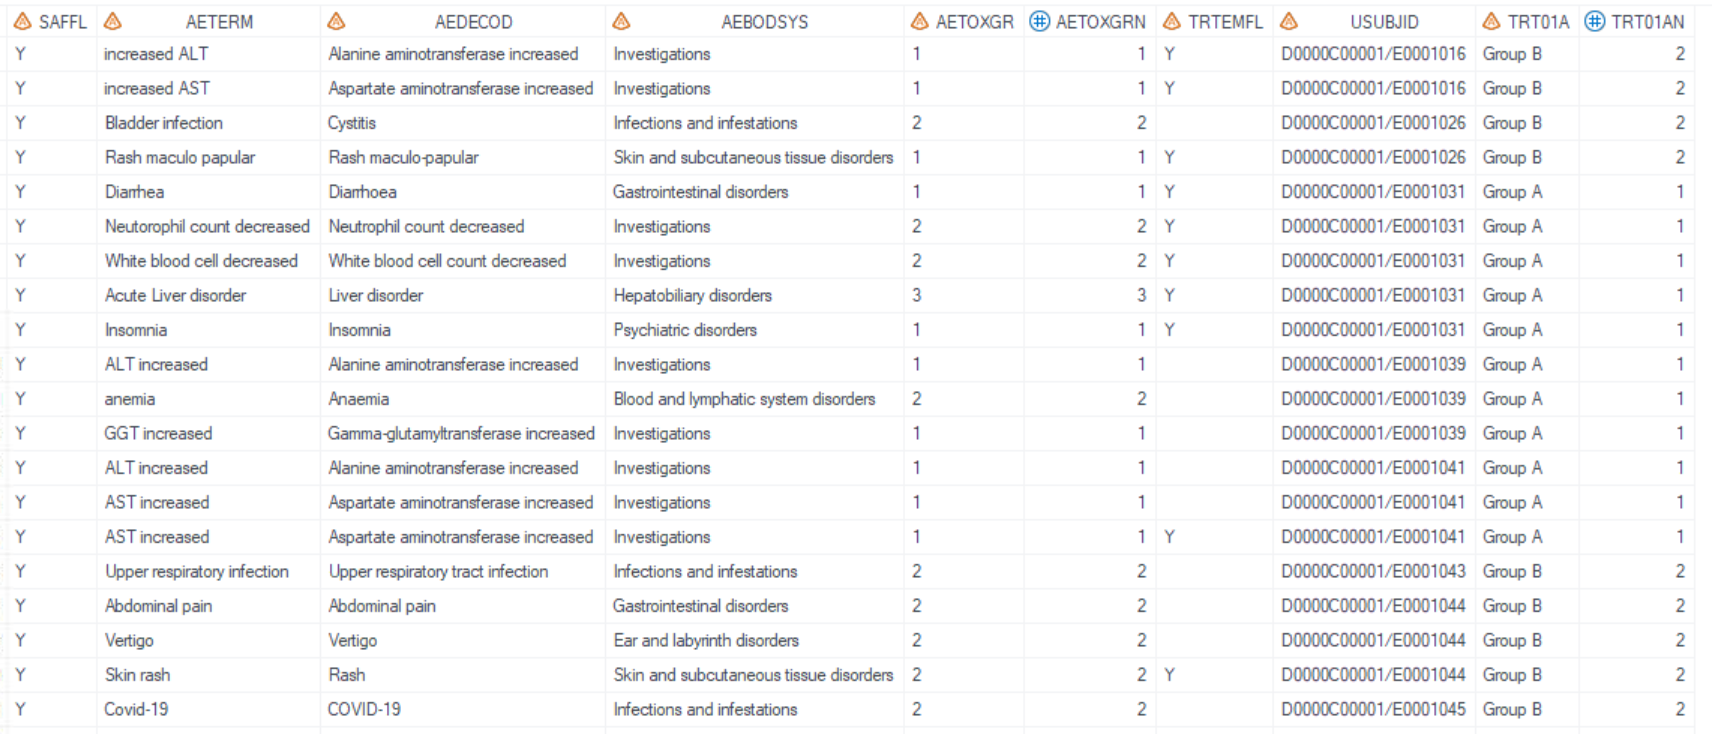 SAFFL AETERM AEDECOD AEBODSYS AETOXGR AETOXGRN TRTEMFL USUBJID TRT01A TRT01AN
Y increased ALT Alanine aminotransferase increased Investigations 1 1 Y D0000C00001/E0001016 Group B 2
Y increased AST Aspartate aminotransferase increased Investigations 1 1 Y D0000C00001/E0001016 Group B 2
Y Bladder infection Cystitis Infections and infestations 2 2 D0000C00001/E0001026 Group B 2
Y Rash maculo papular Rash maculo-papular Skin and subcutaneous tissue disorders 1 1 Y D0000C00001/E0001026 Group B 2
Y Diarrhea Diarrhoea Gastrointestinal disorders 1 1 Y D0000C00001/E0001031 Group A 1
Y Neutorophil count decreased Neutrophil count decreased Investigations 2 2 Y D0000C00001/E0001031 Group A 1
Y White blood cell decreased White blood cell count decreased Investigations 2 2 Y D0000C00001/E0001031 Group A 1
Y Acute Liver disorder Liver disorder Hepatobiliary disorders 3 3 Y D0000C00001/E0001031 Group A 1
Y Insomnia Insomnia Psychiatric disorders 1 1 Y D0000C00001/E0001031 Group A 1
Y ALT increased Alanine aminotransferase increased Investigations 1 1 D0000C00001/E0001039 Group A 1
Y anemia Anaemia Blood and lymphatic system disorders 2 2 D0000C00001/E0001039 Group A 1
Y GGT increased Gamma-glutamyltransferase increased Investigations 1 1 D0000C00001/E0001039 Group A 1
Y ALT increased Alanine aminotransferase increased Investigations 1 1 D0000C00001/E0001041 Group A 1
Y AST increased Aspartate aminotransferase increased Investigations 1 1 D0000C00001/E0001041 Group A 1
Y AST increased Aspartate aminotransferase increased Investigations 1 1 Y D0000C00001/E0001041 Group A 1
Y Upper respiratory infection Upper respiratory tract infection Infections and infestations 2 2 D0000C00001/E0001043 Group B 2
Y Abdominal pain Abdominal pain Gastrointestinal disorders 2 2 D0000C00001/E0001044 Group B 2
Y Vertigo Vertigo Ear and labyrinth disorders 2 2 D0000C00001/E0001044 Group B 2
Y Skin rash Rash Skin and subcutaneous tissue disorders 2 2 Y D0000C00001/E0001044 Group B 2
Y Covid-19 COVID-19 Infections and infestations 2 2 D0000C00001/E0001045 Group B 2